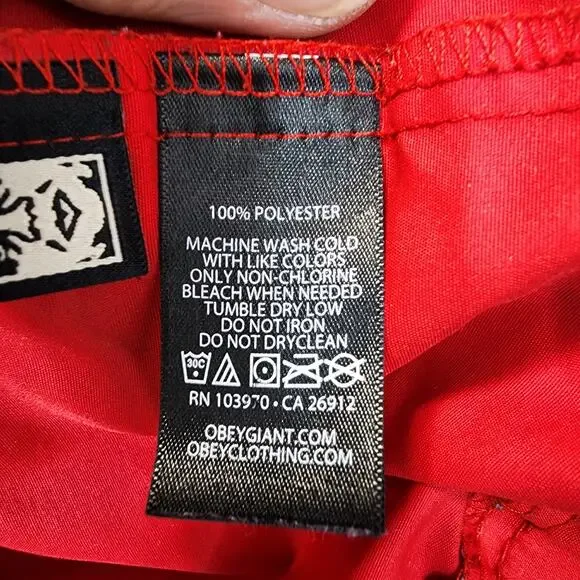 100% POLYESTER
MACHINE WASH COLD
WITH LIKE COLORS
ONLY NON-CHLORINE
BLEACH WHEN NEEDED
TUMBLE DRY LOW
DO NOT IRON
DO NOT DRYCLEAN
30C
RN 103970 • CA 26912
OBEYGIANT.COM
OBEYCLOTHING.COM